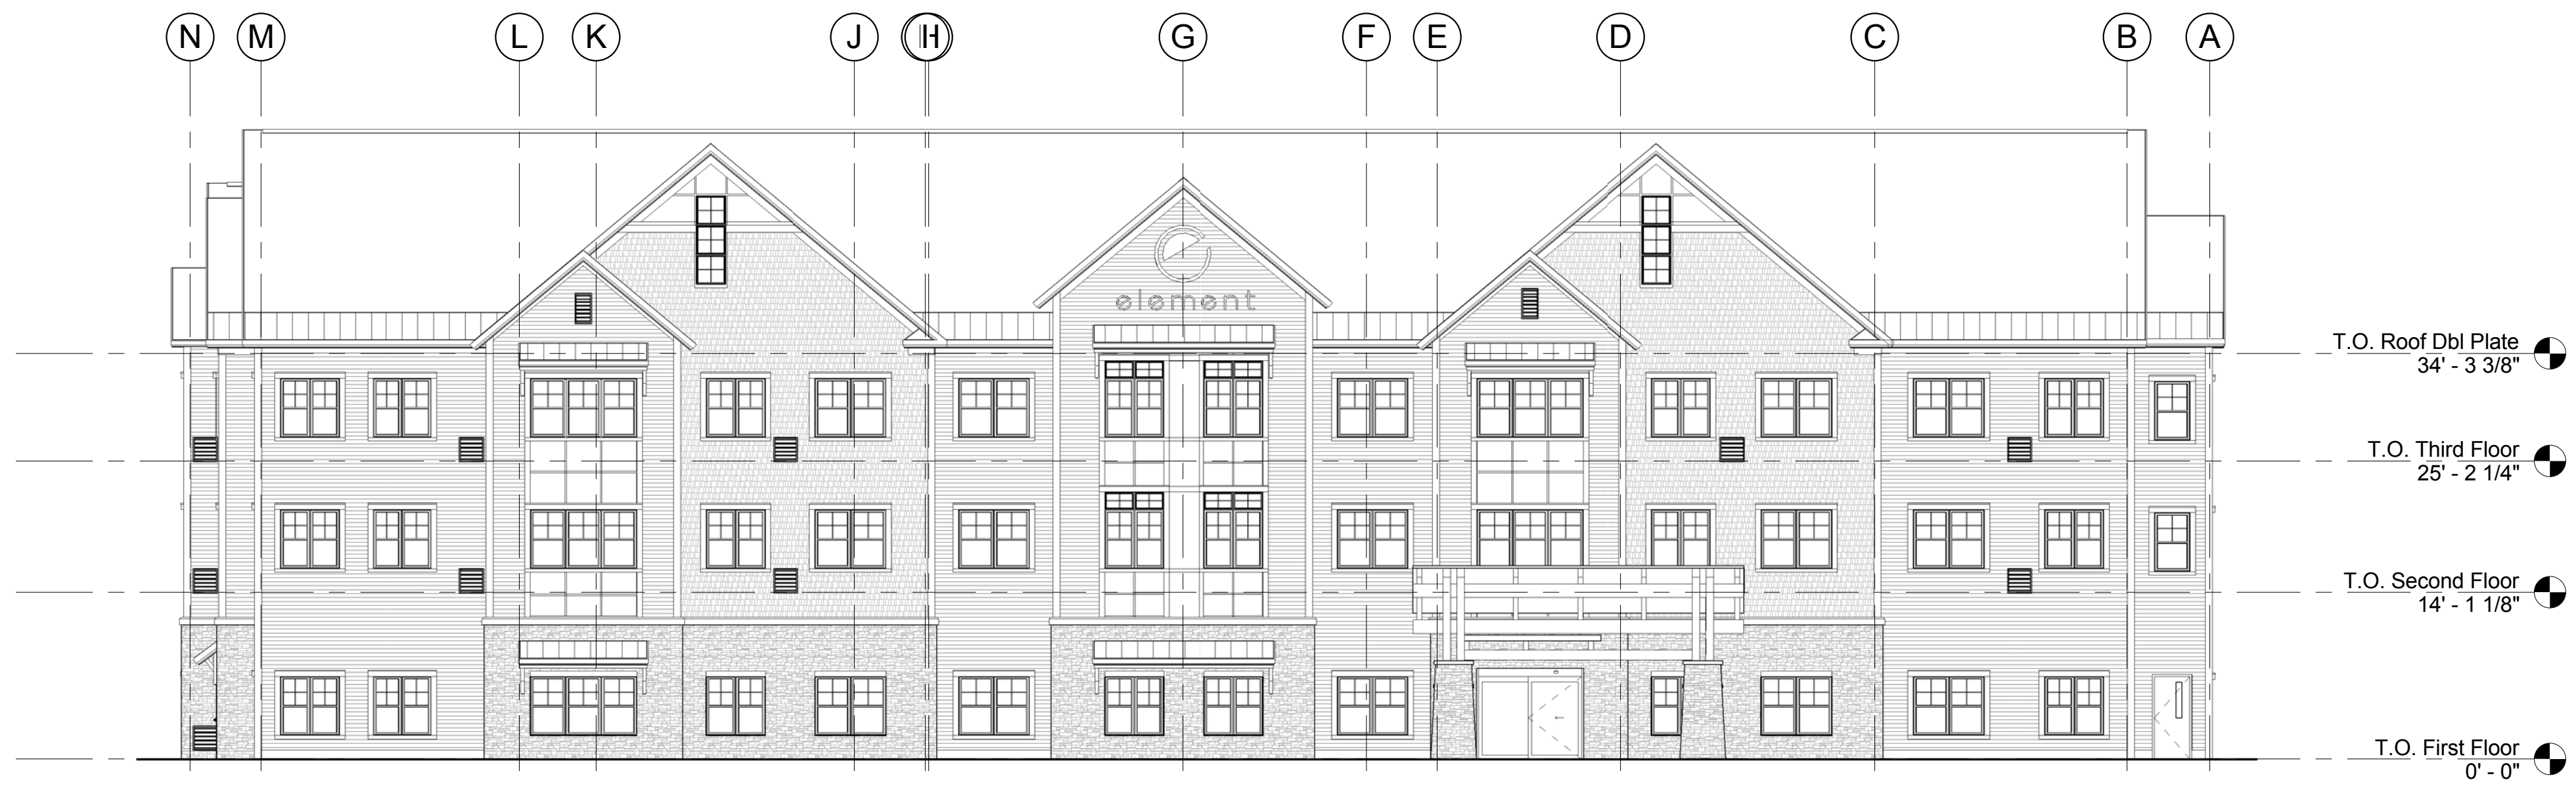 N M L K J I H G F E D C B A
element
T.O. Roof Dbl Plate
34' - 3 3/8"
T.O. Third Floor
25' - 2 1/4"
T.O. Second Floor
14' - 1 1/8"
T.O. First Floor
0' - 0"